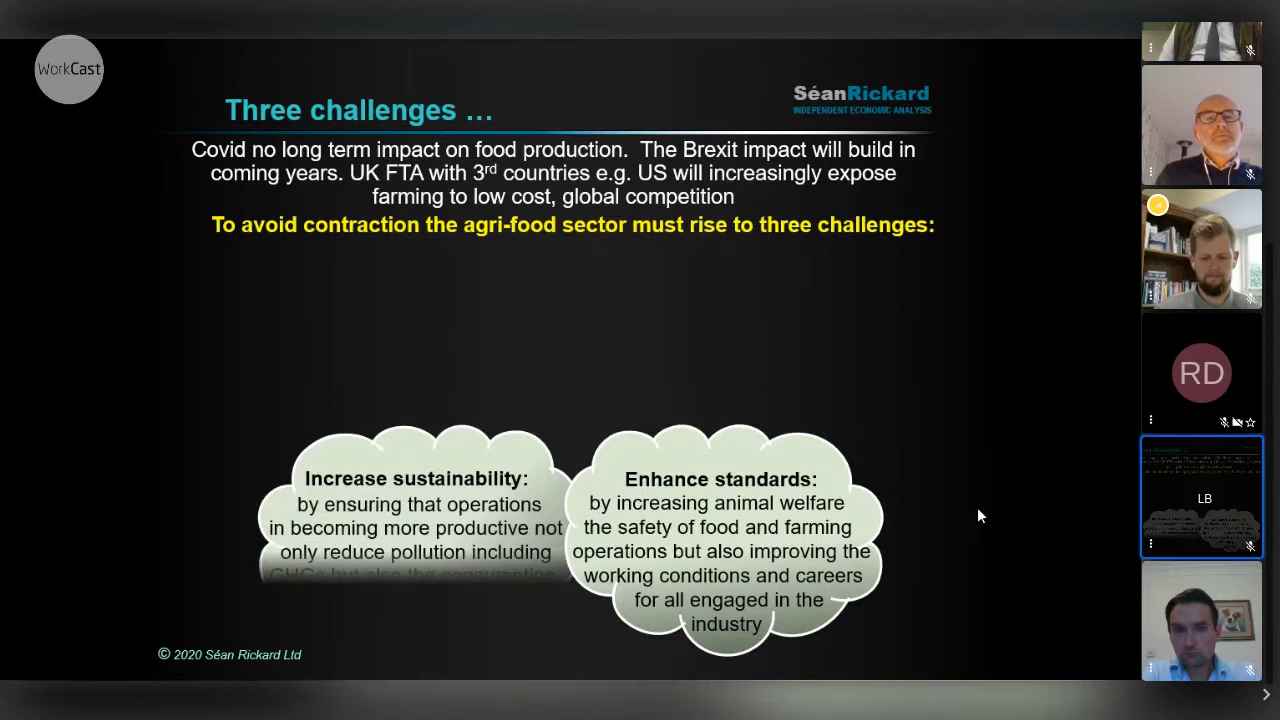 WorkCast
Three challenges …
SéanRickard
INDEPENDENT ECONOMIC ANALYSIS
Covid no long term impact on food production. The Brexit impact will build in
coming years. UK FTA with 3rd countries e.g. US will increasingly expose
farming to low cost, global competition
To avoid contraction the agri-food sector must rise to three challenges:
Increase sustainability:
by ensuring that operations
in becoming more productive not
only reduce pollution including
GHGs but also the consumption
Enhance standards:
by increasing animal welfare
the safety of food and farming
operations but also improving the
working conditions and careers
for all engaged in the
industry
© 2020 Séan Rickard Ltd
RD
LB